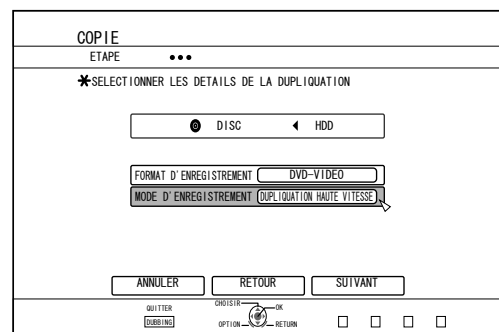 COPIE
ETAPE
SELECTIONNER LES DETAILS DE LA DUPLIQUATION
DISC HDD
FORMAT D'ENREGISTREMENT DVD-VIDEO
MODE D'ENREGISTREMENT DUPLIQUATION HAUTE VITESSE
ANNULER RETOUR SUIVANT
QUITTER CHOISIR OK
DUBBING OPTION RETURN